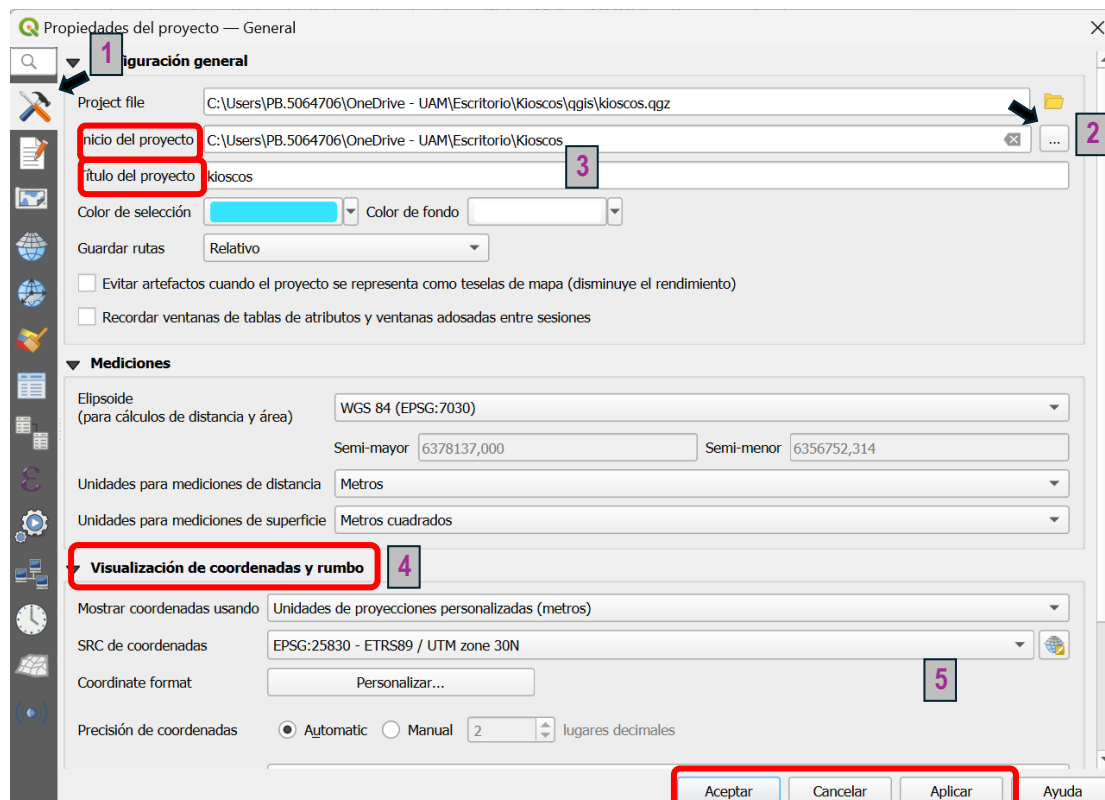 Propiedades del proyecto — General
1
figuración general
Project file C:\Users\PB.5064706\OneDrive - UAM\Escritorio\Kioscos\qgis\kioscos.qgz
nicio del proyecto C:\Users\PB.5064706\OneDrive - UAM\Escritorio\Kioscos ... 2
Título del proyecto kioscos 3
Color de selección Color de fondo
Guardar rutas Relativo
Evitar artefactos cuando el proyecto se representa como teselas de mapa (disminuye el rendimiento)
Recordar ventanas de tablas de atributos y ventanas adosadas entre sesiones
Mediciones
Elipsoide
(para cálculos de distancia y área) WGS 84 (EPSG:7030)
Semi-mayor 6378137,000 Semi-menor 6356752,314
Unidades para mediciones de distancia Metros
Unidades para mediciones de superficie Metros cuadrados
Visualización de coordenadas y rumbo 4
Mostrar coordenadas usando Unidades de proyecciones personalizadas (metros)
SRC de coordenadas EPSG:25830 - ETRS89 / UTM zone 30N
Coordinate format Personalizar... 5
Precisión de coordenadas Automatic Manual 2 lugares decimales
Aceptar Cancelar Aplicar Ayuda